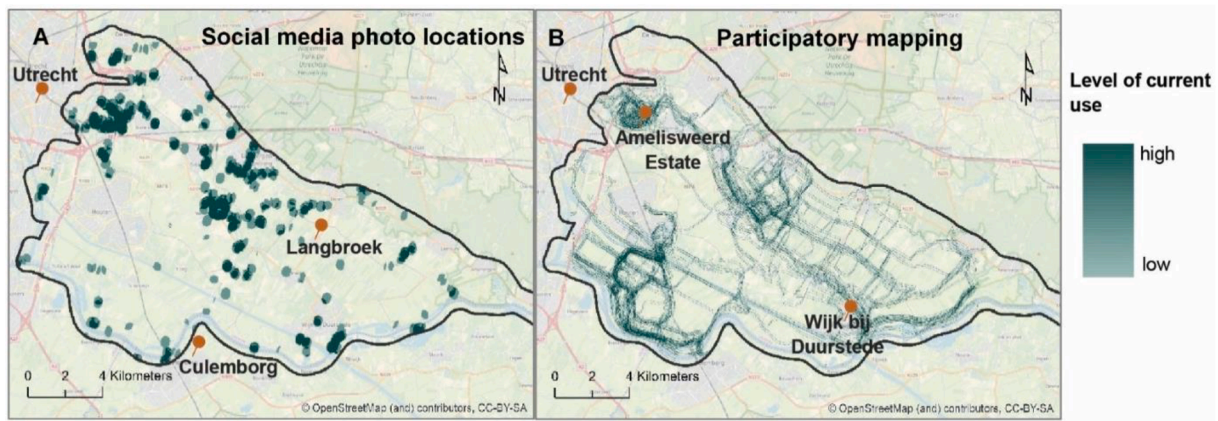 A
Social media photo locations
Utrecht
N
Langbroek
Culemborg
0 2 4 Kilometers
© OpenStreetMap (and) contributors, CC-BY-SA
B
Participatory mapping
Utrecht
N
Amelisweerd
Estate
Wijk bij
Duurstede
0 2 4 Kilometers
© OpenStreetMap (and) contributors, CC-BY-SA
Level of current
use
high
low